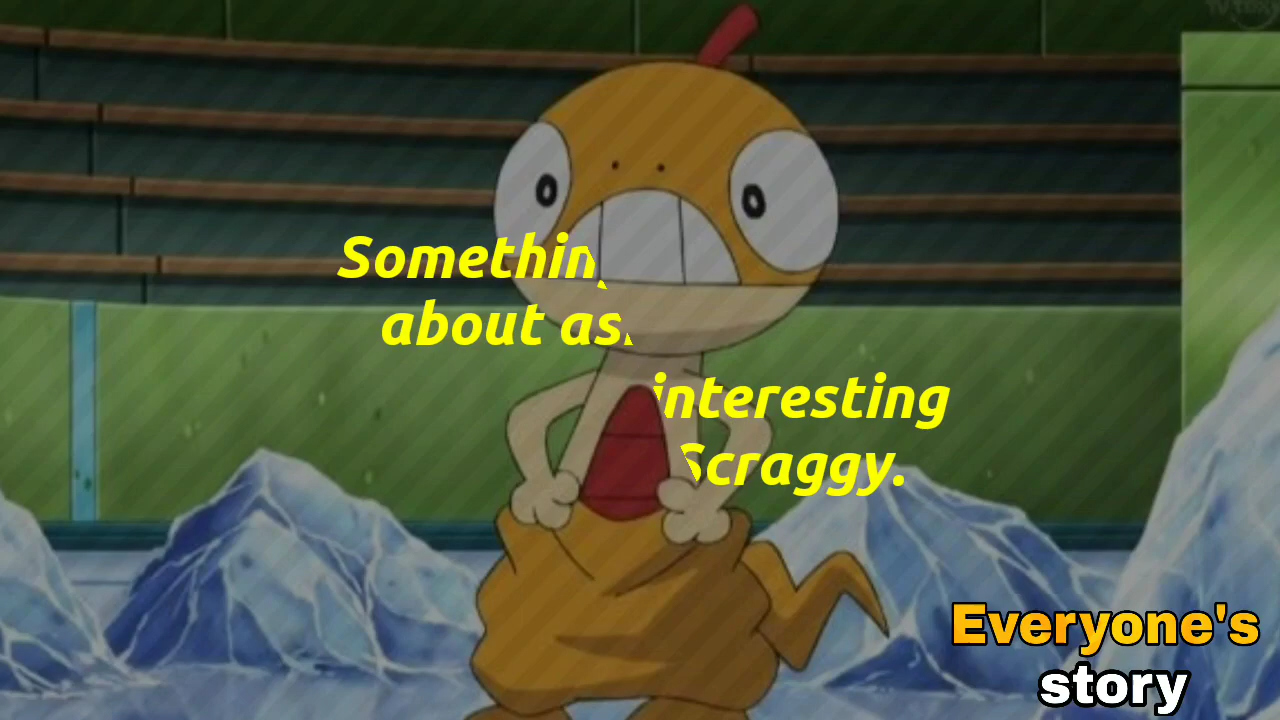 Somethin
about as
interesting
Scraggy.
Everyone's
story